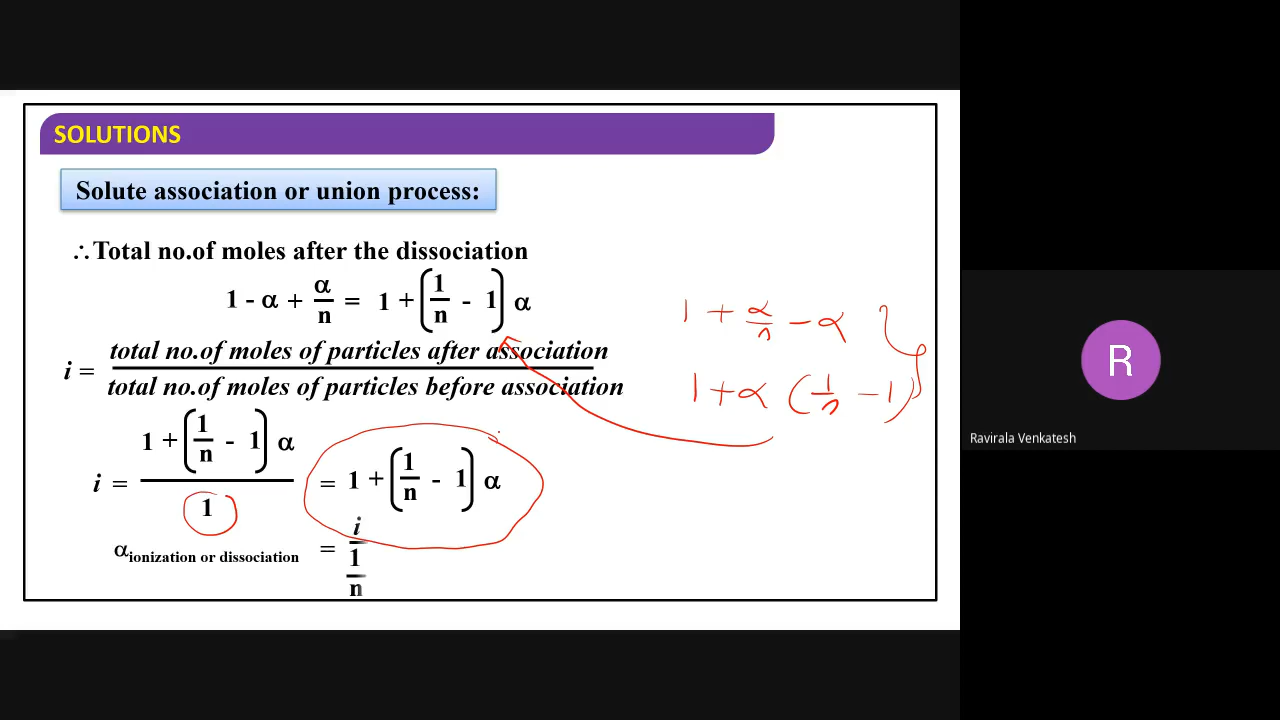 SOLUTIONS
Solute association or union process:
∴Total no.of moles after the dissociation
1 - α + α/n = 1 + (1/n - 1) α
1 + α/n - α
i = total no.of moles of particles after association / total no.of moles of particles before association
1 + α (1/n - 1)
i = 1 + (1/n - 1) α / 1 = 1 + (1/n - 1) α
α ionization or dissociation = i / 1/n
R
Ravirala Venkatesh